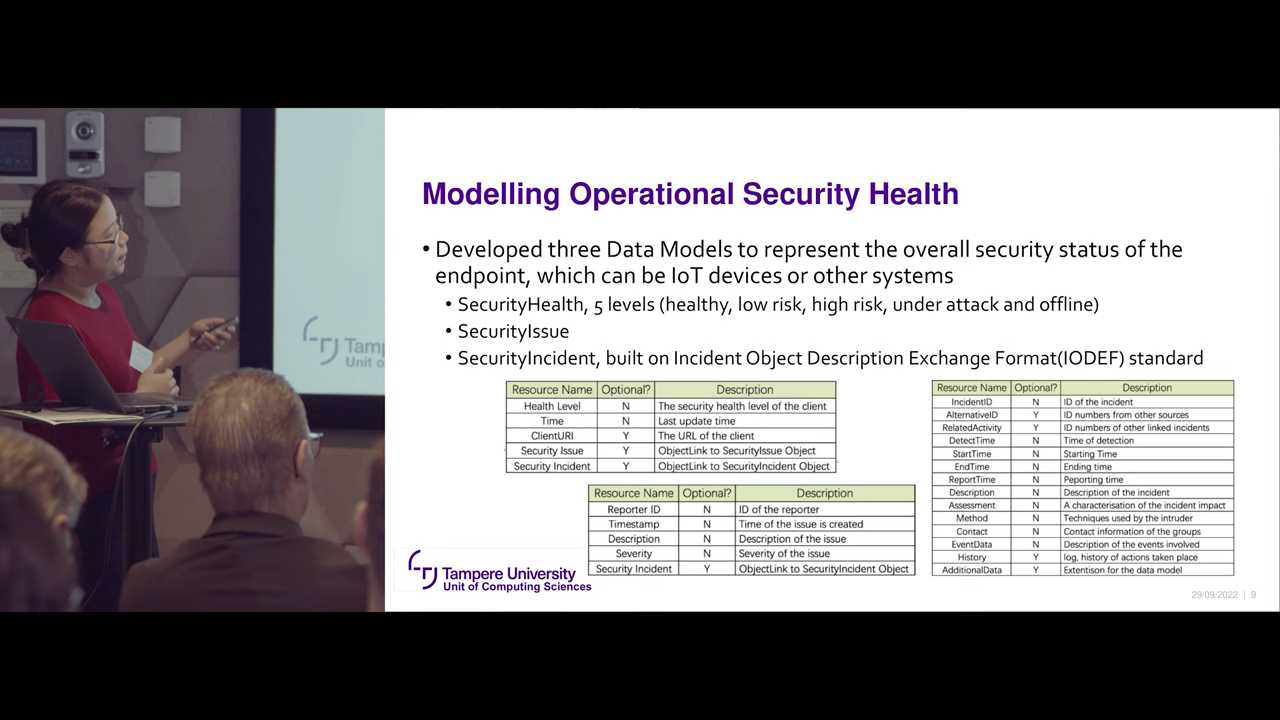 Modelling Operational Security Health
• Developed three Data Models to represent the overall security status of the
endpoint, which can be IoT devices or other systems
• SecurityHealth, 5 levels (healthy, low risk, high risk, under attack and offline)
• SecurityIssue
• SecurityIncident, built on Incident Object Description Exchange Format(IODEF) standard
Resource Name Optional? Description
Health Level N The security health level of the client
Time N Last update time
ClientURI Y The URL of the client
Security Issue Y ObjectLink to SecurityIssue Object
Security Incident Y ObjectLink to SecurityIncident Object
Resource Name Optional? Description
Reporter ID N ID of the reporter
Timestamp N Time of the issue is created
Description N Description of the issue
Severity N Severity of the issue
Security Incident Y ObjectLink to SecurityIncident Object
Resource Name Optional? Description
IncidentID N ID of the incident
AlternativeID Y ID numbers from other sources
RelatedActivity Y ID numbers of other linked incidents
DetectTime N Time of detection
StartTime N Starting Time
EndTime N Ending time
ReportTime N Peporting time
Description N Description of the incident
Assessment N A characterisation of the incident impact
Method N Techniques used by the intruder
Contact N Contact information of the groups
EventData N Description of the events involved
History Y log, history of actions taken place
AdditionalData Y Extentison for the data model
Tampere University
Unit of Computing Sciences
29/09/2022 | 9
Tamp
Unit o